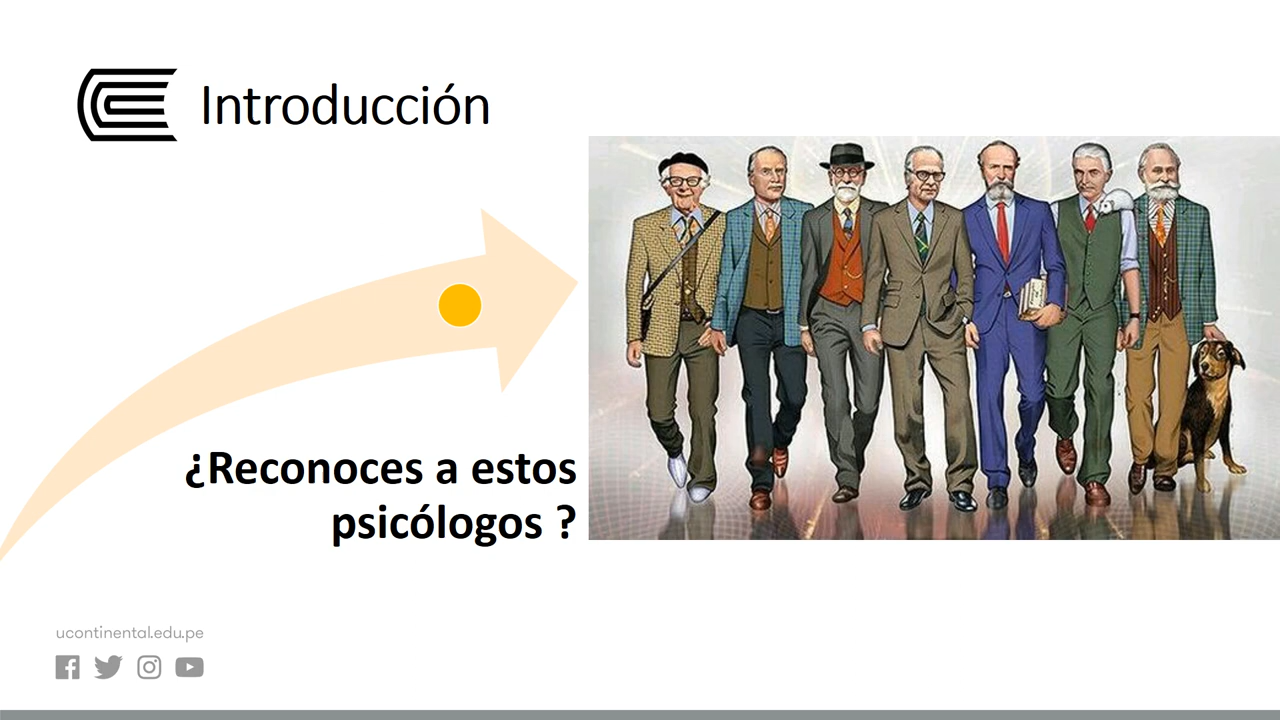 Introducción
¿Reconoces a estos
psicólogos ?
ucontinental.edu.pe